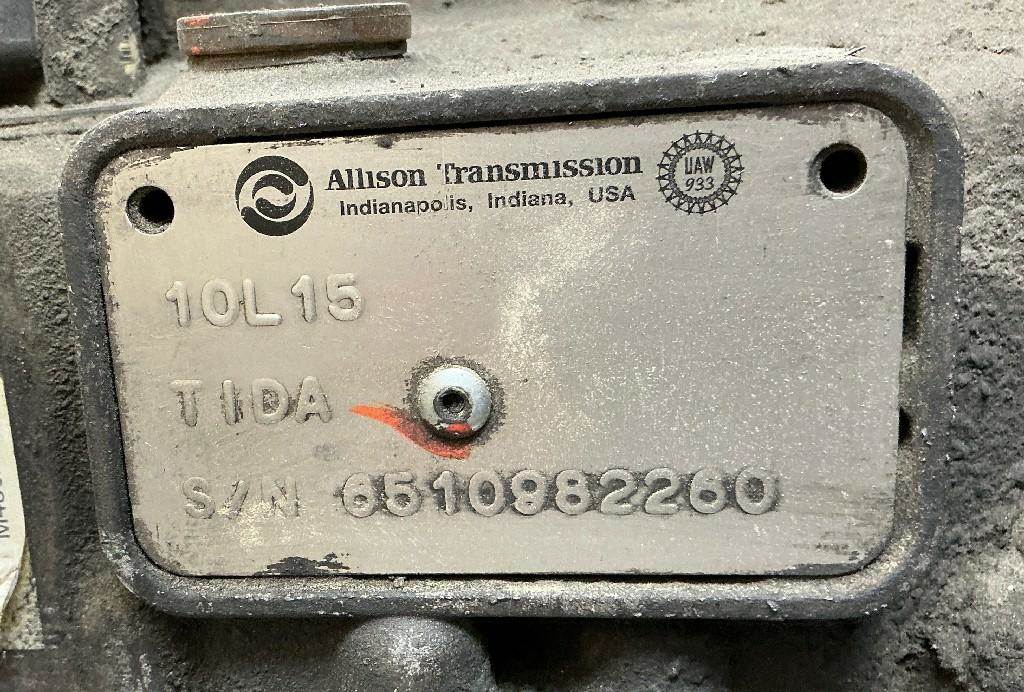 Allison Transmission
Indianapolis, Indiana, USA
UAW
933
10L15
TIDA
S/N 6510982260